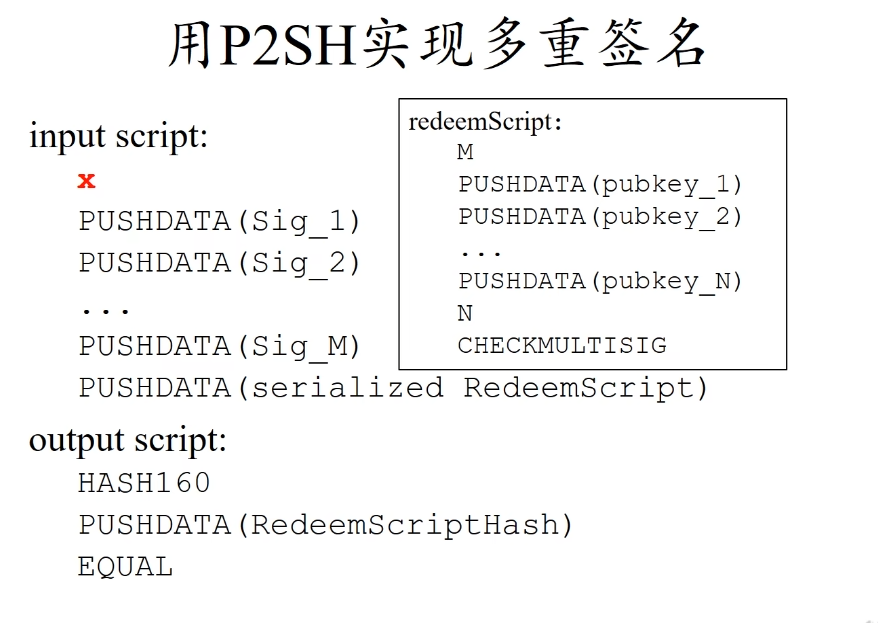 用P2SH实现多重签名
input script:
x
PUSHDATA(Sig_1)
PUSHDATA(Sig_2)
...
PUSHDATA(Sig_M)
PUSHDATA(serialized RedeemScript)
redeemScript:
M
PUSHDATA(pubkey_1)
PUSHDATA(pubkey_2)
...
PUSHDATA(pubkey_N)
N
CHECKMULTISIG
output script:
HASH160
PUSHDATA(RedeemScriptHash)
EQUAL